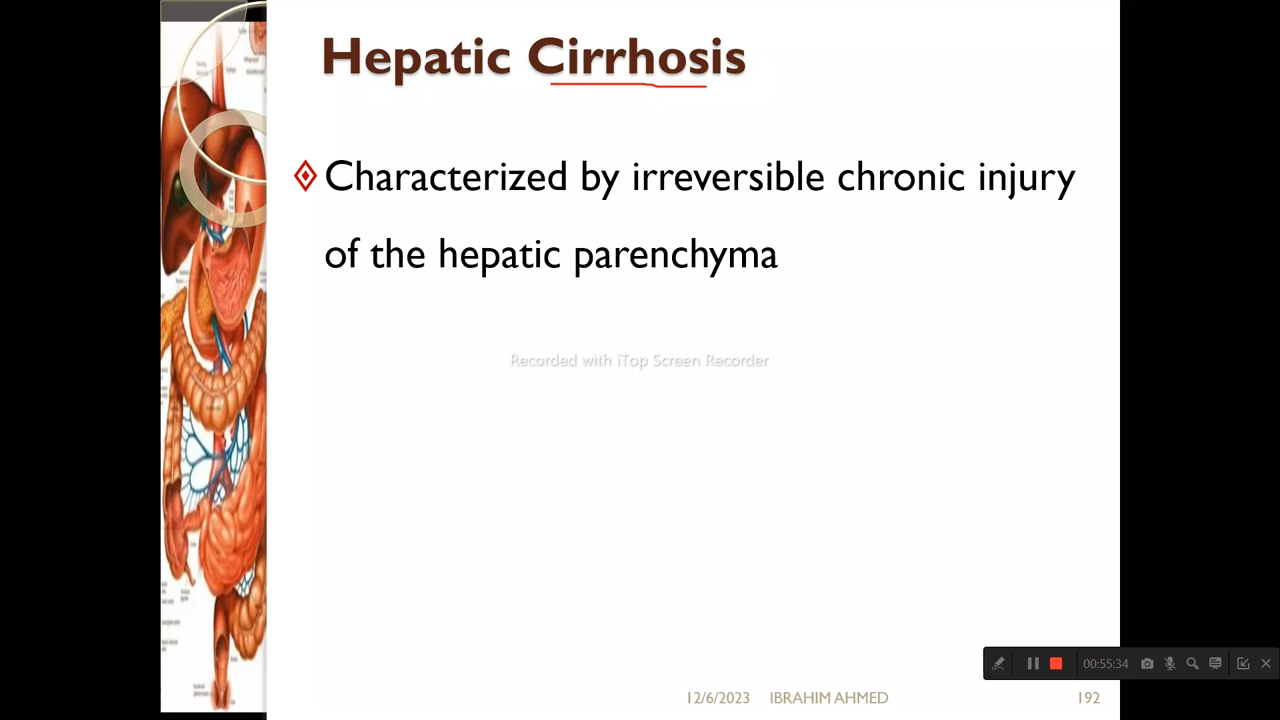 Hepatic Cirrhosis
Characterized by irreversible chronic injury
of the hepatic parenchyma
Recorded with iTop Screen Recorder
00:55:34
12/6/2023 IBRAHIM AHMED 192